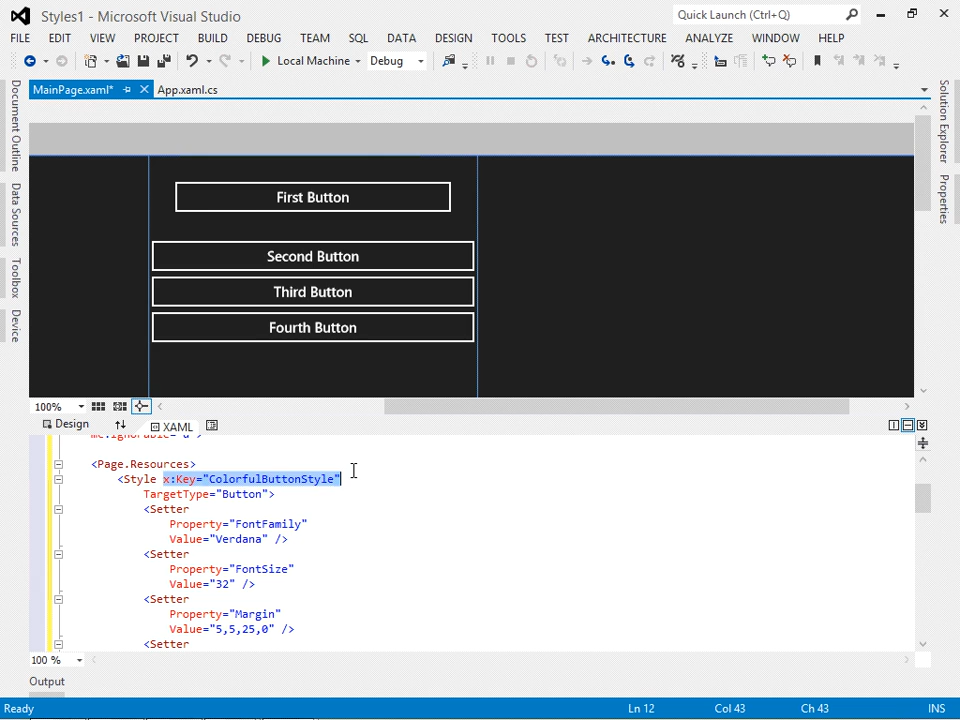 Styles1 - Microsoft Visual Studio
Quick Launch (Ctrl+Q)
FILE EDIT VIEW PROJECT BUILD DEBUG TEAM SQL DATA DESIGN TOOLS TEST ARCHITECTURE ANALYZE WINDOW HELP
Local Machine Debug
MainPage.xaml* App.xaml.cs
Document Outline
Data Sources
Toolbox
Device
Solution Explorer
Properties
First Button
Second Button
Third Button
Fourth Button
100%
Design XAML
mc:Ignorable="d">
<Page.Resources>
<Style x:Key="ColorfulButtonStyle"
TargetType="Button">
<Setter
Property="FontFamily"
Value="Verdana" />
<Setter
Property="FontSize"
Value="32" />
<Setter
Property="Margin"
Value="5,5,25,0" />
<Setter
100 %
Output
Ready Ln 12 Col 43 Ch 43 INS